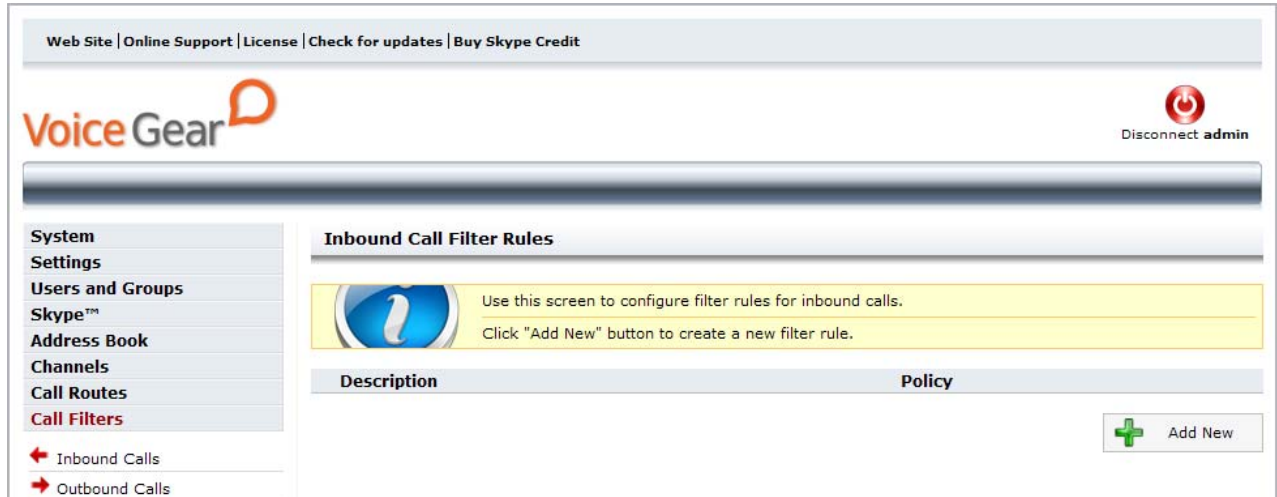 Web Site | Online Support | License | Check for updates | Buy Skype Credit
Voice Gear
Disconnect admin
System
Settings
Users and Groups
Skype™
Address Book
Channels
Call Routes
Call Filters
Inbound Calls
Outbound Calls
Inbound Call Filter Rules
Use this screen to configure filter rules for inbound calls.
Click "Add New" button to create a new filter rule.
Description Policy
Add New